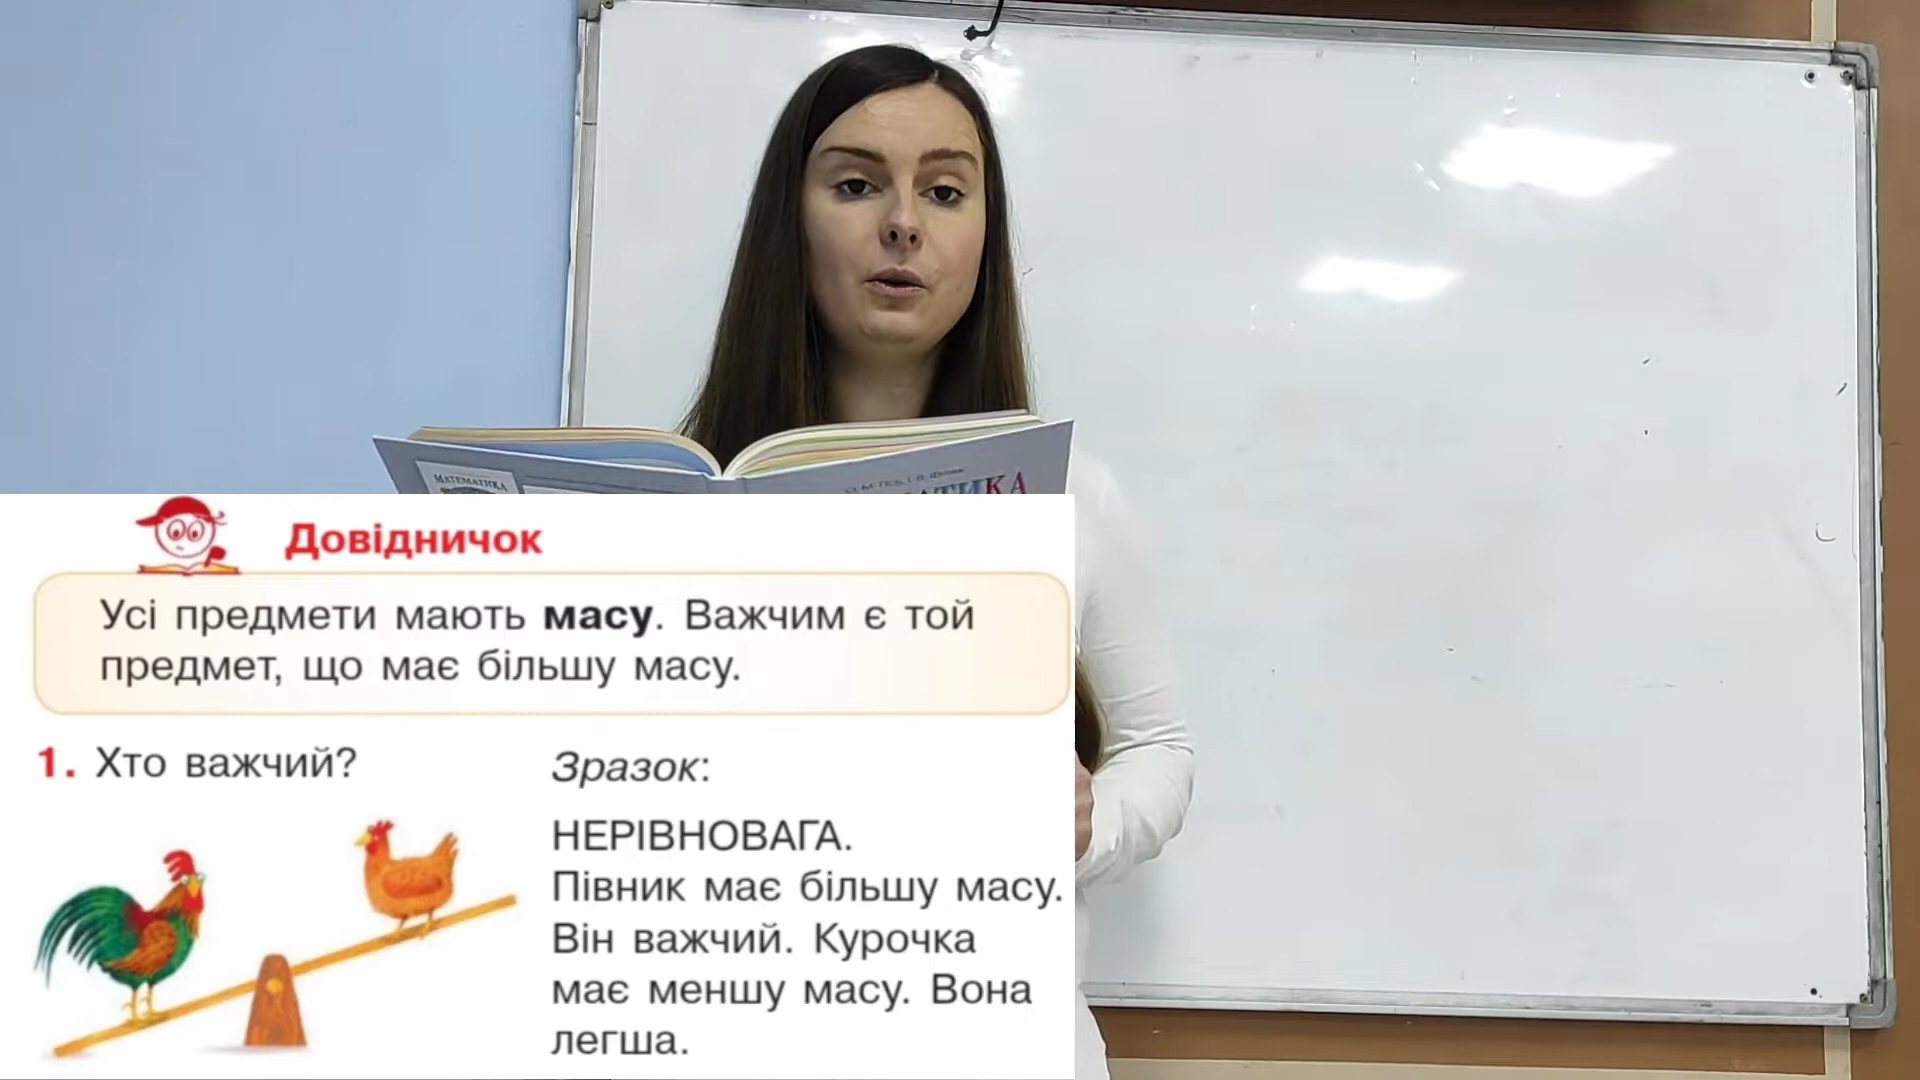 МАТЕМАТИКА
Довідничок
Усі предмети мають масу. Важчим є той
предмет, що має більшу масу.
1. Хто важчий?
Зразок:
НЕРІВНОВАГА.
Півник має більшу масу.
Він важчий. Курочка
має меншу масу. Вона
легша.